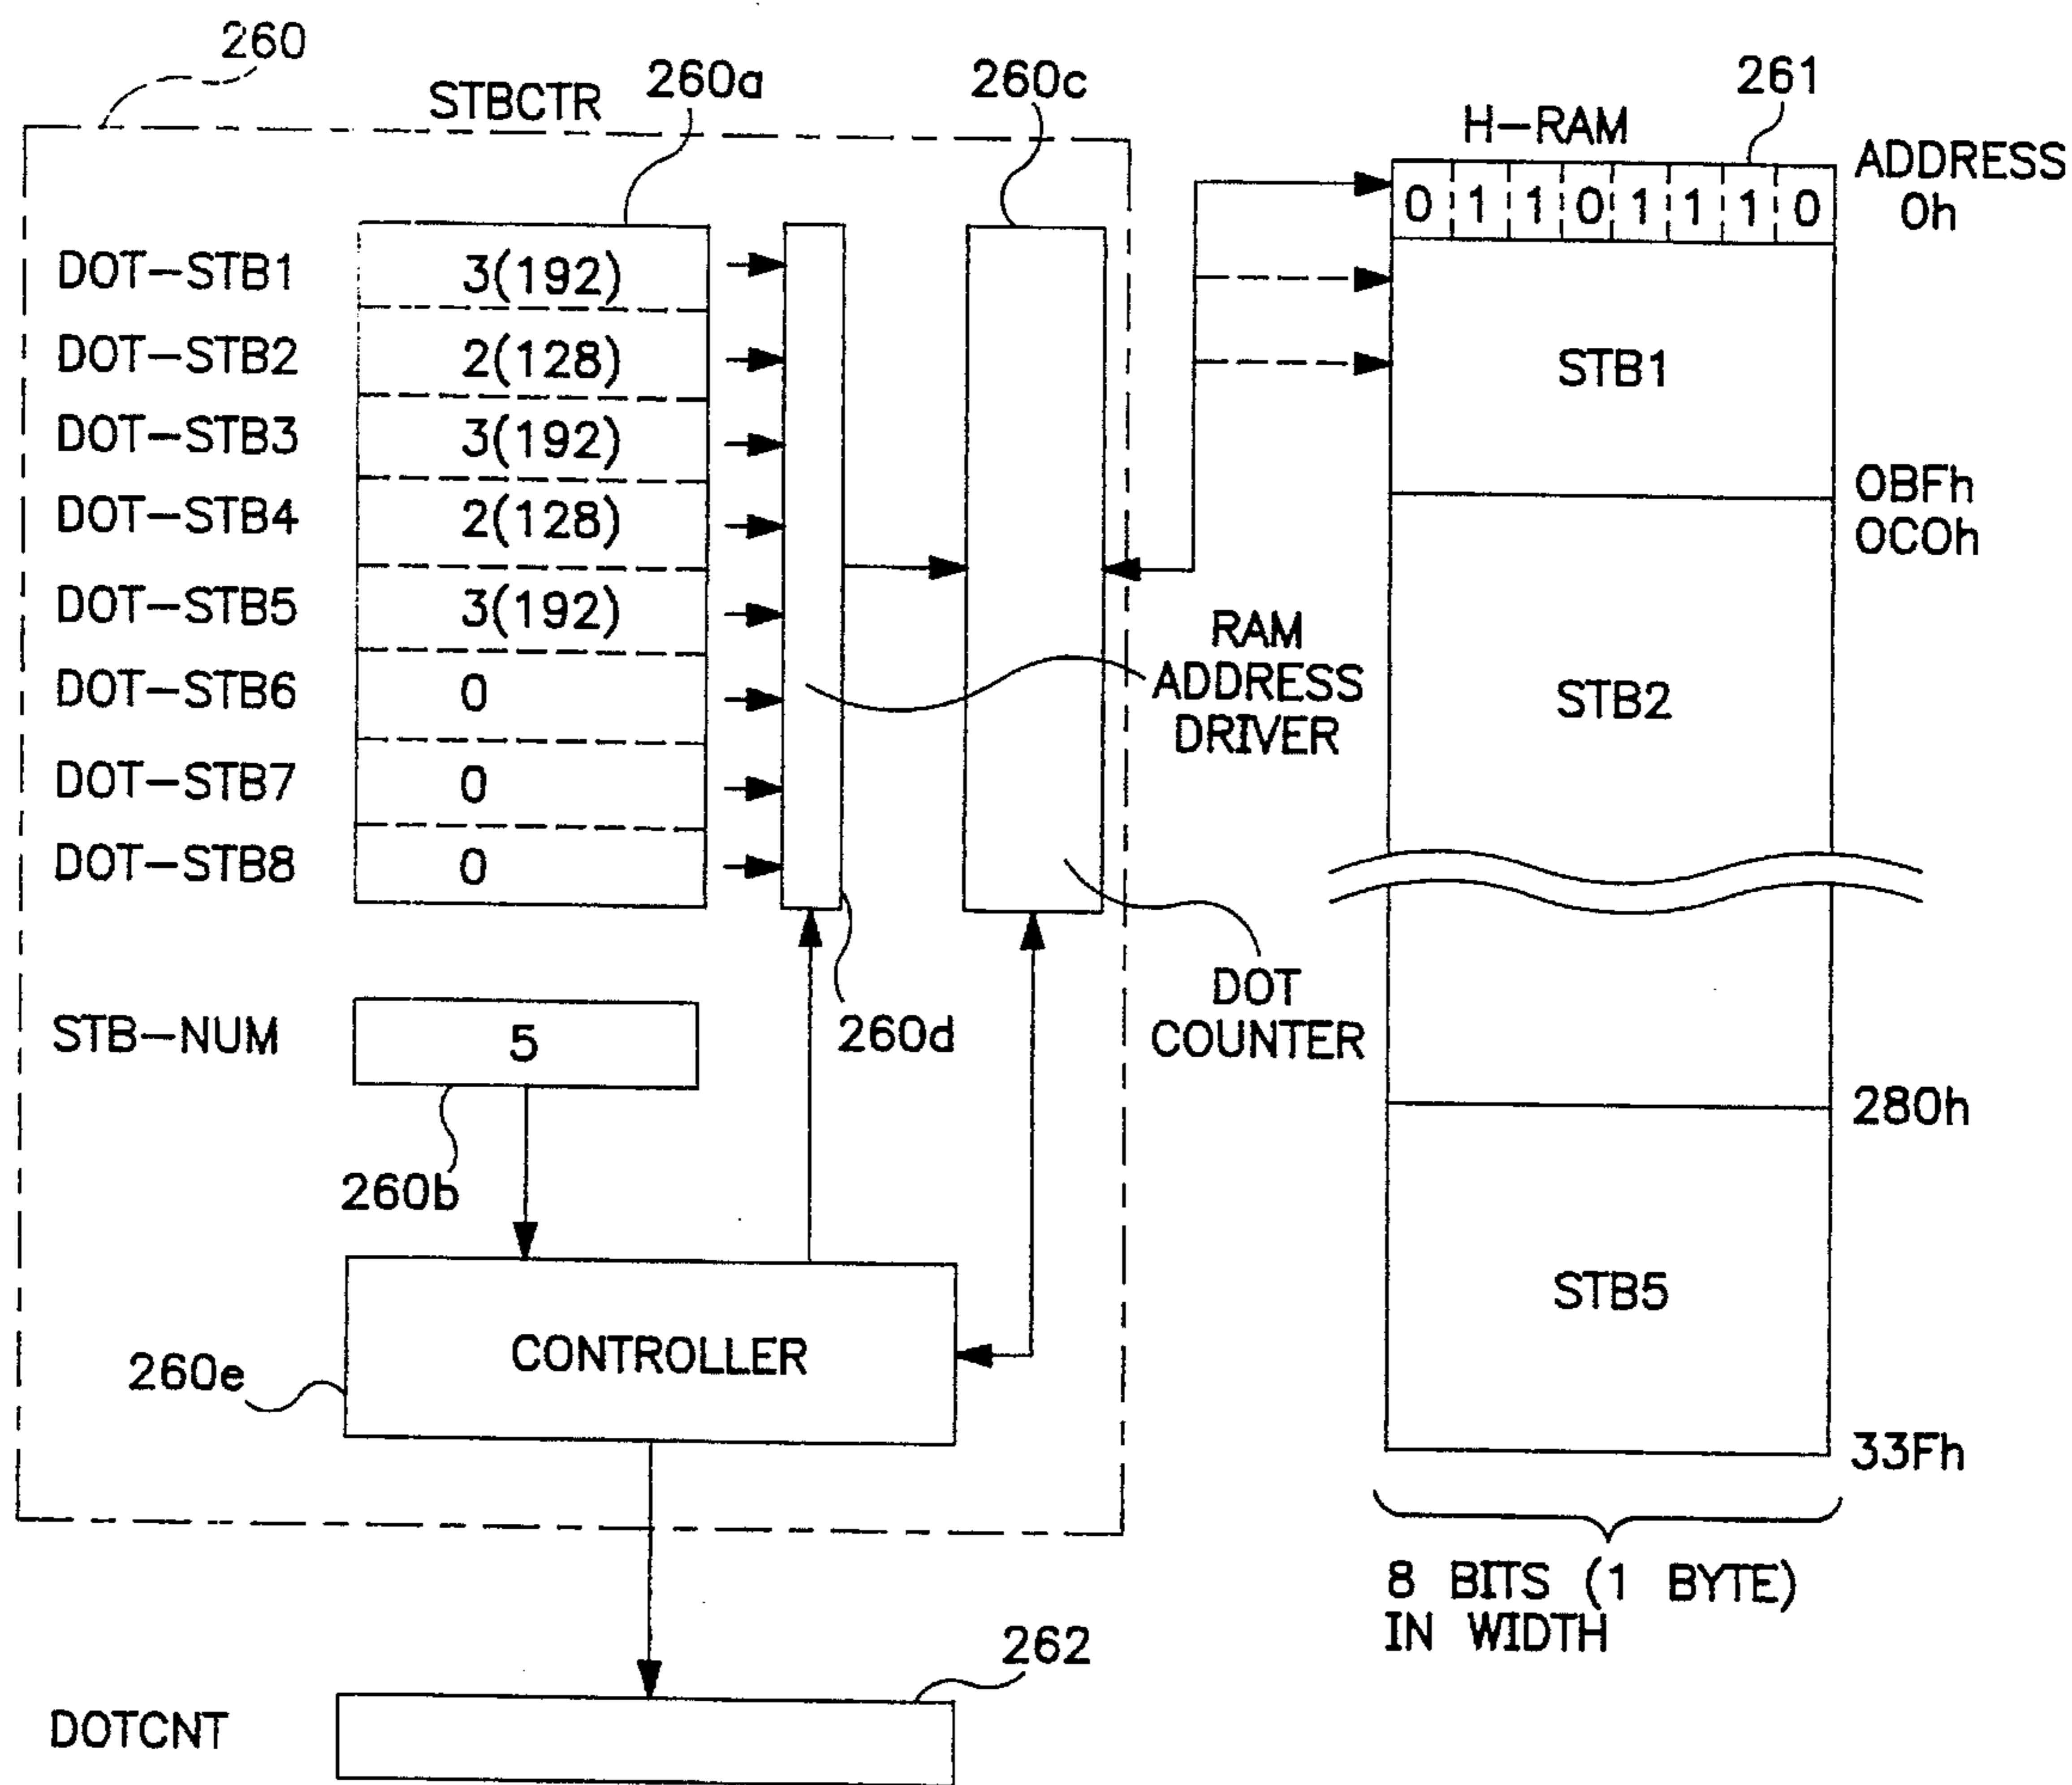 260
STBCTR
260a
260c
H-RAM
261
ADDRESS
0h
0 1 1 0 1 1 1 0
DOT-STB1 3(192)
DOT-STB2 2(128)
DOT-STB3 3(192)
DOT-STB4 2(128)
DOT-STB5 3(192)
DOT-STB6 0
DOT-STB7 0
DOT-STB8 0
STB1
0BFh
0C0h
STB2
RAM
ADDRESS
DRIVER
DOT
COUNTER
260d
STB-NUM 5
260b
280h
STB5
33Fh
CONTROLLER
260e
8 BITS (1 BYTE)
IN WIDTH
262
DOTCNT